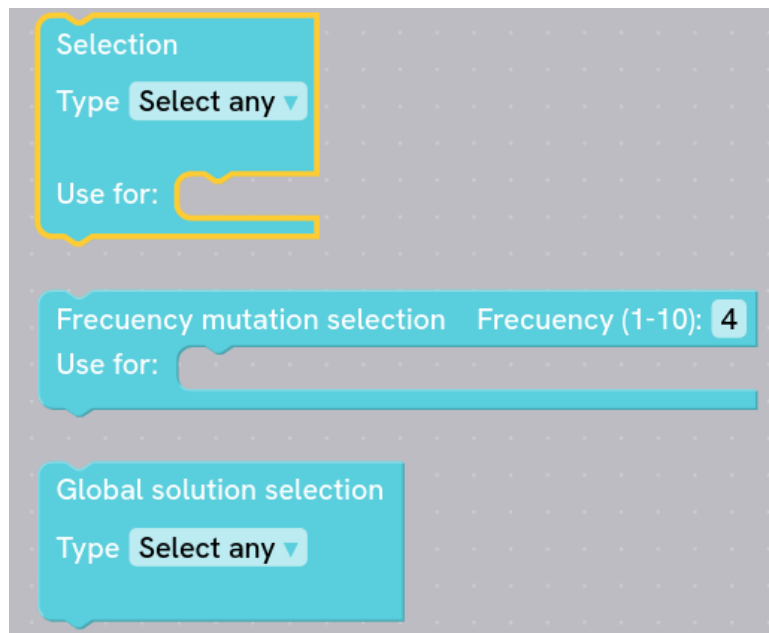 Selection
Type Select any ▼
Use for:
Frecuency mutation selection Frecuency (1-10): 4
Use for:
Global solution selection
Type Select any ▼